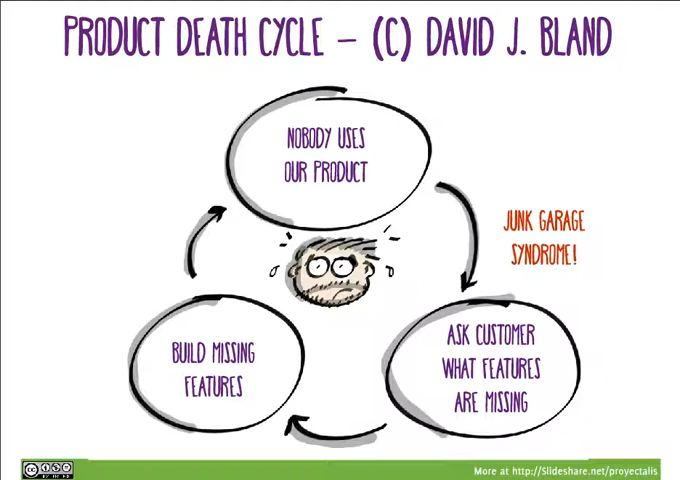 PRODUCT DEATH CYCLE – (C) DAVID J. BLAND
NOBODY USES
OUR PRODUCT
JUNK GARAGE
SYNDROME!
ASK CUSTOMER
WHAT FEATURES
ARE MISSING
BUILD MISSING
FEATURES
More at http://Slideshare.net/proyectalis